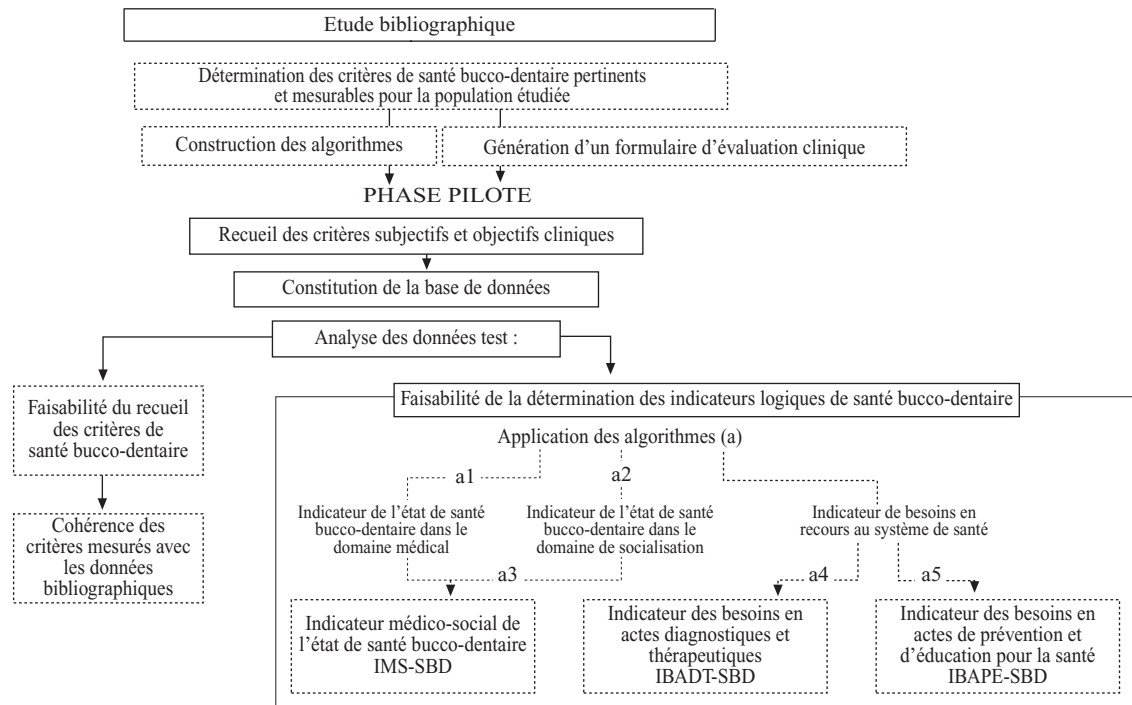 Etude bibliographique
Détermination des critères de santé bucco-dentaire pertinents
et mesurables pour la population étudiée
Construction des algorithmes
Génération d'un formulaire d'évaluation clinique
PHASE PILOTE
Recueil des critères subjectifs et objectifs cliniques
Constitution de la base de données
Analyse des données test :
Faisabilité du recueil
des critères de
santé bucco-dentaire
Cohérence des
critères mesurés avec
les données
bibliographiques
Faisabilité de la détermination des indicateurs logiques de santé bucco-dentaire
Application des algorithmes (a)
a1
a2
Indicateur de l'état de santé
bucco-dentaire dans le
domaine médical
Indicateur de l'état de santé
bucco-dentaire dans le
domaine de socialisation
Indicateur de besoins en
recours au système de santé
a3
a4
a5
Indicateur médico-social de
l'état de santé bucco-dentaire
IMS-SBD
Indicateur des besoins en
actes diagnostiques et
thérapeutiques
IBADT-SBD
Indicateur des besoins en
actes de prévention et
d'éducation pour la santé
IBAPE-SBD